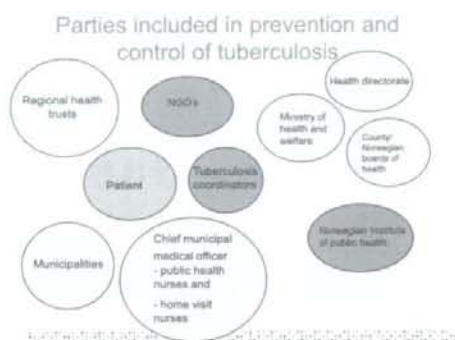 Parties included in prevention and
control of tuberculosis
Health directorate
Regional health
trusts
NGOs
Ministry of
health and
welfare
County/
Norwegian
boards of
health
Patient
Tuberculosis
coordinators
Norwegian Institute
of public health
Municipalities
Chief municipal
medical officer
- public health
nurses and
- home visit
nurses